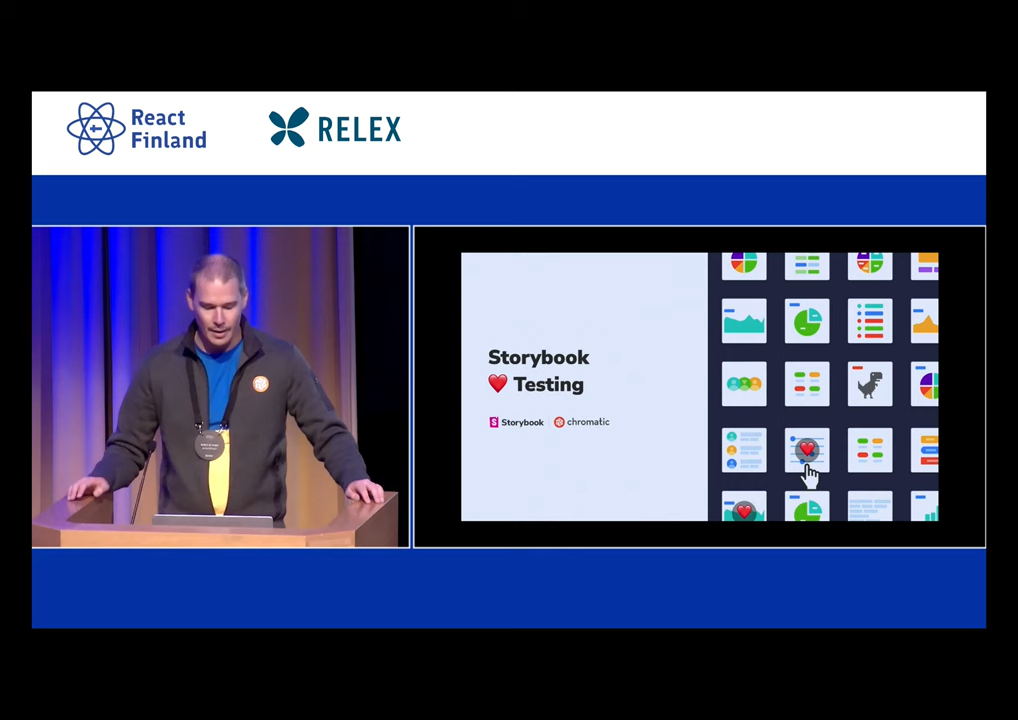 React
Finland
RELEX
Storybook
❤️ Testing
Storybook
chromatic